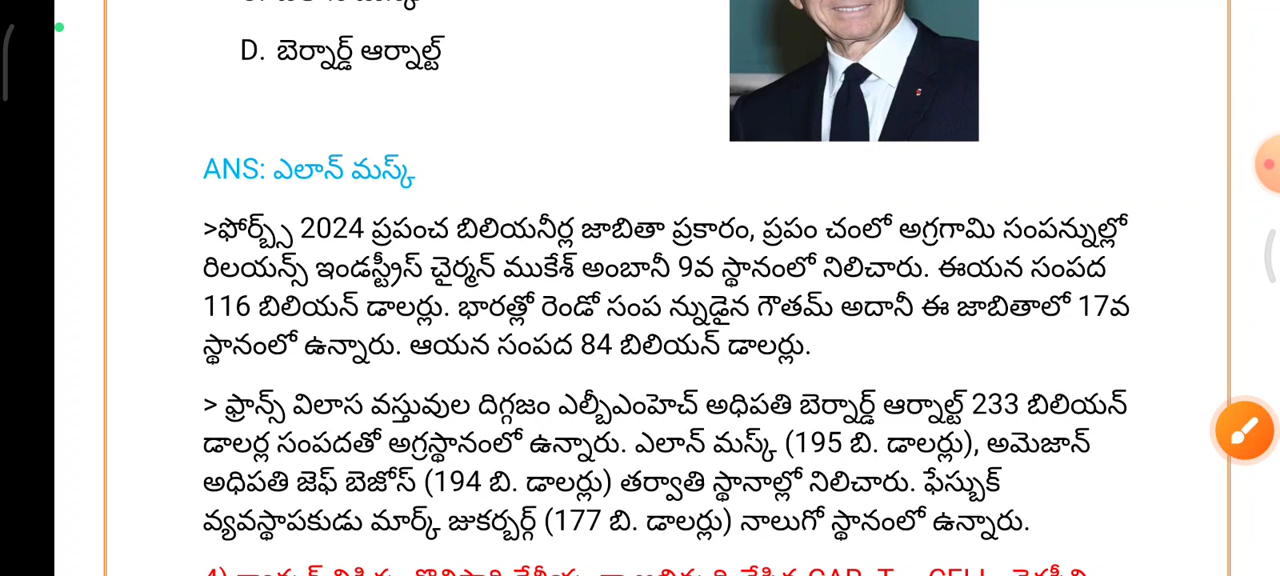 D. బెర్నార్డ్ ఆర్నాల్ట్
ANS: ఎలాన్ మస్క్
>ఫోర్బ్స్ 2024 ప్రపంచ బిలియనీర్ల జాబితా ప్రకారం, ప్రపం చంలో అగ్రగామి సంపన్నుల్లో
రిలయన్స్ ఇండస్ట్రీస్ చైర్మన్ ముకేశ్ అంబానీ 9వ స్థానంలో నిలిచారు. ఈయన సంపద
116 బిలియన్ డాలర్లు. భారత్లో రెండో సంప న్నుడైన గౌతమ్ అదానీ ఈ జాబితాలో 17వ
స్థానంలో ఉన్నారు. ఆయన సంపద 84 బిలియన్ డాలర్లు.
> ఫ్రాన్స్ విలాస వస్తువుల దిగ్గజం ఎల్బీఎంహెచ్ అధిపతి బెర్నార్డ్ ఆర్నాల్ట్ 233 బిలియన్
డాలర్ల సంపదతో అగ్రస్థానంలో ఉన్నారు. ఎలాన్ మస్క్ (195 బి. డాలర్లు), అమెజాన్
అధిపతి జెఫ్ బెజోస్ (194 బి. డాలర్లు) తర్వాతి స్థానాల్లో నిలిచారు. ఫేస్బుక్
వ్యవస్థాపకుడు మార్క్ జుకర్బర్గ్ (177 బి. డాలర్లు) నాలుగో స్థానంలో ఉన్నారు.